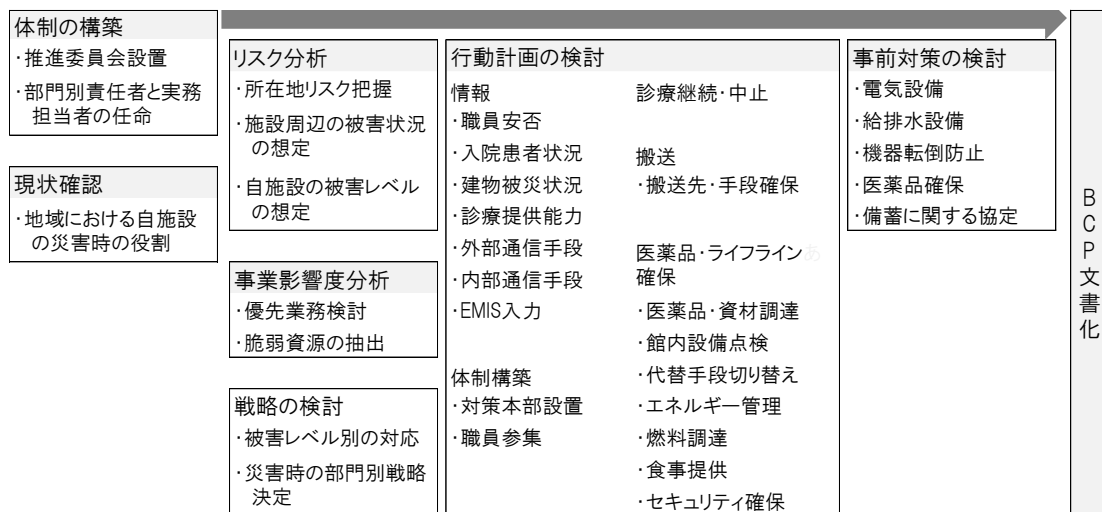 体制の構築
・推進委員会設置
・部門別責任者と実務
担当者の任命
現状確認
・地域における自施設
の災害時の役割
リスク分析
・所在地リスク把握
・施設周辺の被害状況
の想定
・自施設の被害レベル
の想定
事業影響度分析
・優先業務検討
・脆弱資源の抽出
戦略の検討
・被害レベル別の対応
・災害時の部門別戦略
決定
行動計画の検討
情報
・職員安否
・入院患者状況
・建物被災状況
・診療提供能力
・外部通信手段
・内部通信手段
・EMIS入力
体制構築
・対策本部設置
・職員参集
診療継続・中止
搬送
・搬送先・手段確保
医薬品・ライフラインあ
確保
・医薬品・資材調達
・館内設備点検
・代替手段切り替え
・エネルギー管理
・燃料調達
・食事提供
・セキュリティ確保
事前対策の検討
・電気設備
・給排水設備
・機器転倒防止
・医薬品確保
・備蓄に関する協定
BCP文書化